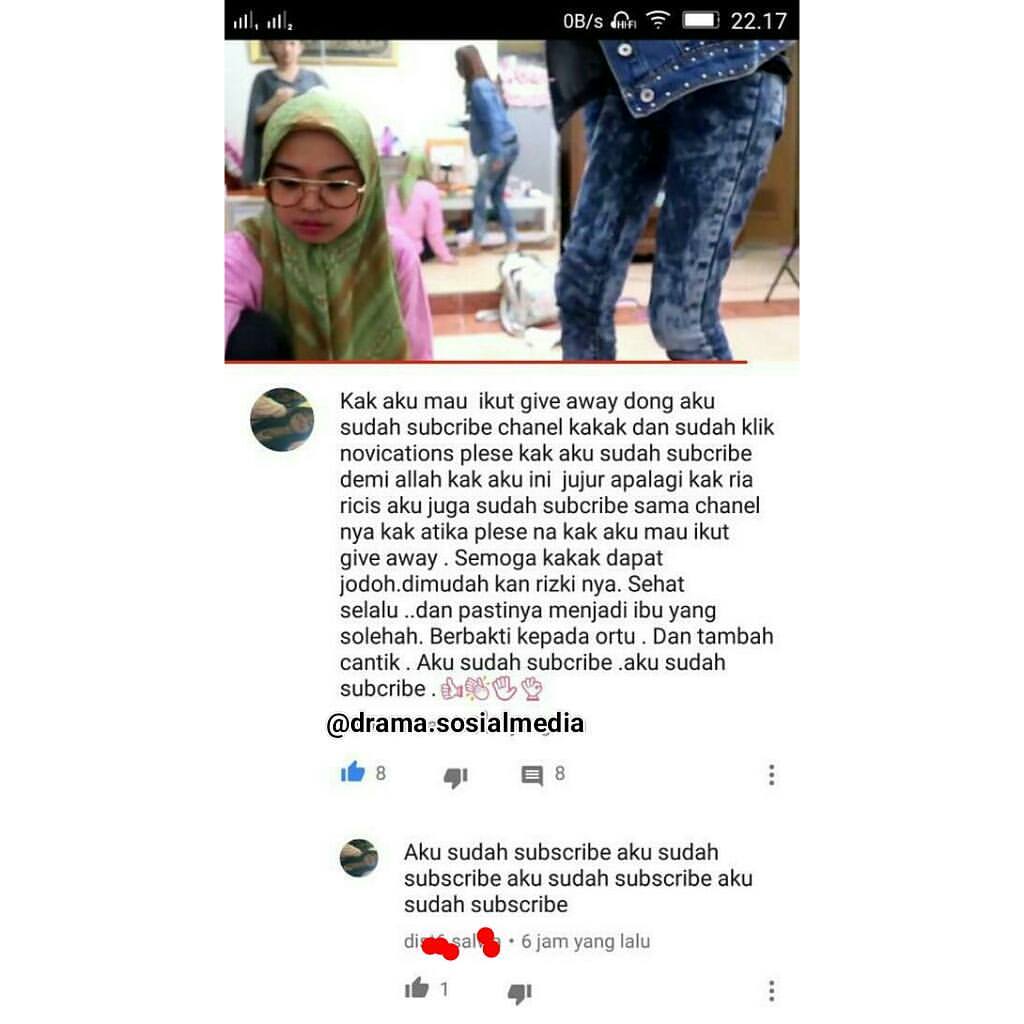 0B/s HI-FI 22.17
Kak aku mau ikut give away dong aku
sudah subcribe chanel kakak dan sudah klik
novications plese kak aku sudah subcribe
demi allah kak aku ini jujur apalagi kak ria
ricis aku juga sudah subcribe sama chanel
nya kak atika plese na kak aku mau ikut
give away . Semoga kakak dapat
jodoh.dimudah kan rizki nya. Sehat
selalu ..dan pastinya menjadi ibu yang
solehah. Berbakti kepada ortu . Dan tambah
cantik . Aku sudah subcribe .aku sudah
subcribe .
@drama.sosialmedia
8 8
Aku sudah subscribe aku sudah
subscribe aku sudah subscribe aku
sudah subscribe
• 6 jam yang lalu
1